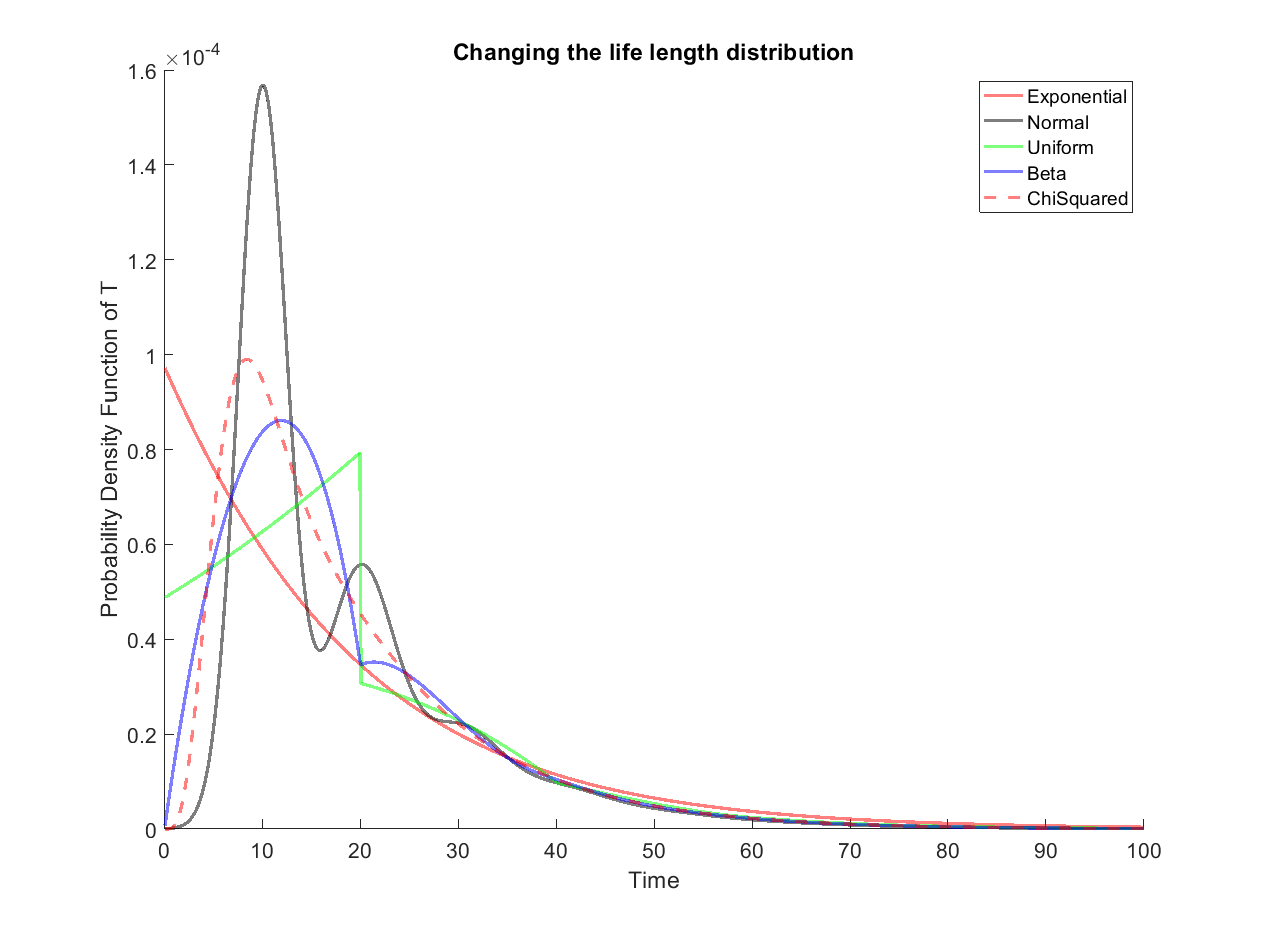 Changing the life length distribution
×10-4
1.6
1.4
1.2
1
0.8
0.6
0.4
0.2
0
Probability Density Function of T
Exponential
Normal
Uniform
Beta
ChiSquared
0 10 20 30 40 50 60 70 80 90 100
Time